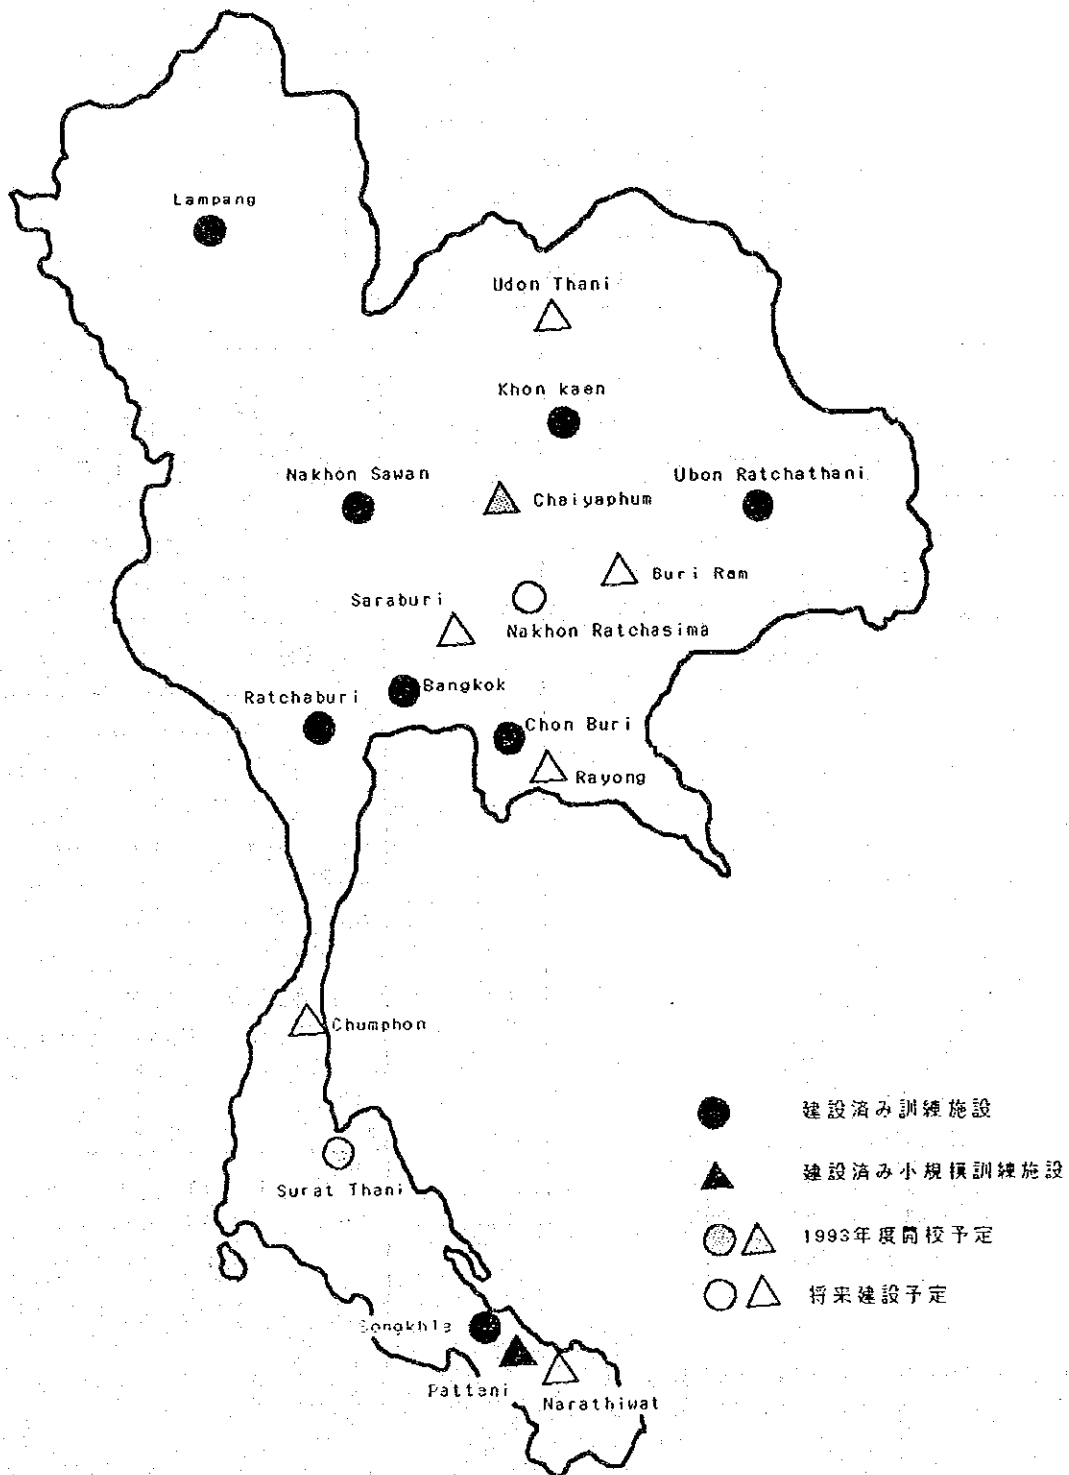 Lampang
Udon Thani
Khon kaen
Nakhon Sawan
Ubon Ratchathani
Chaiyaphum
Buri Ram
Saraburi
Nakhon Ratchasima
Bangkok
Ratchaburi
Chon Buri
Rayong
Chumphon
Surat Thani
Songkhla
Pattani
Narathiwat
建設済み訓練施設
建設済み小規模訓練施設
1993年度開校予定
将来建設予定